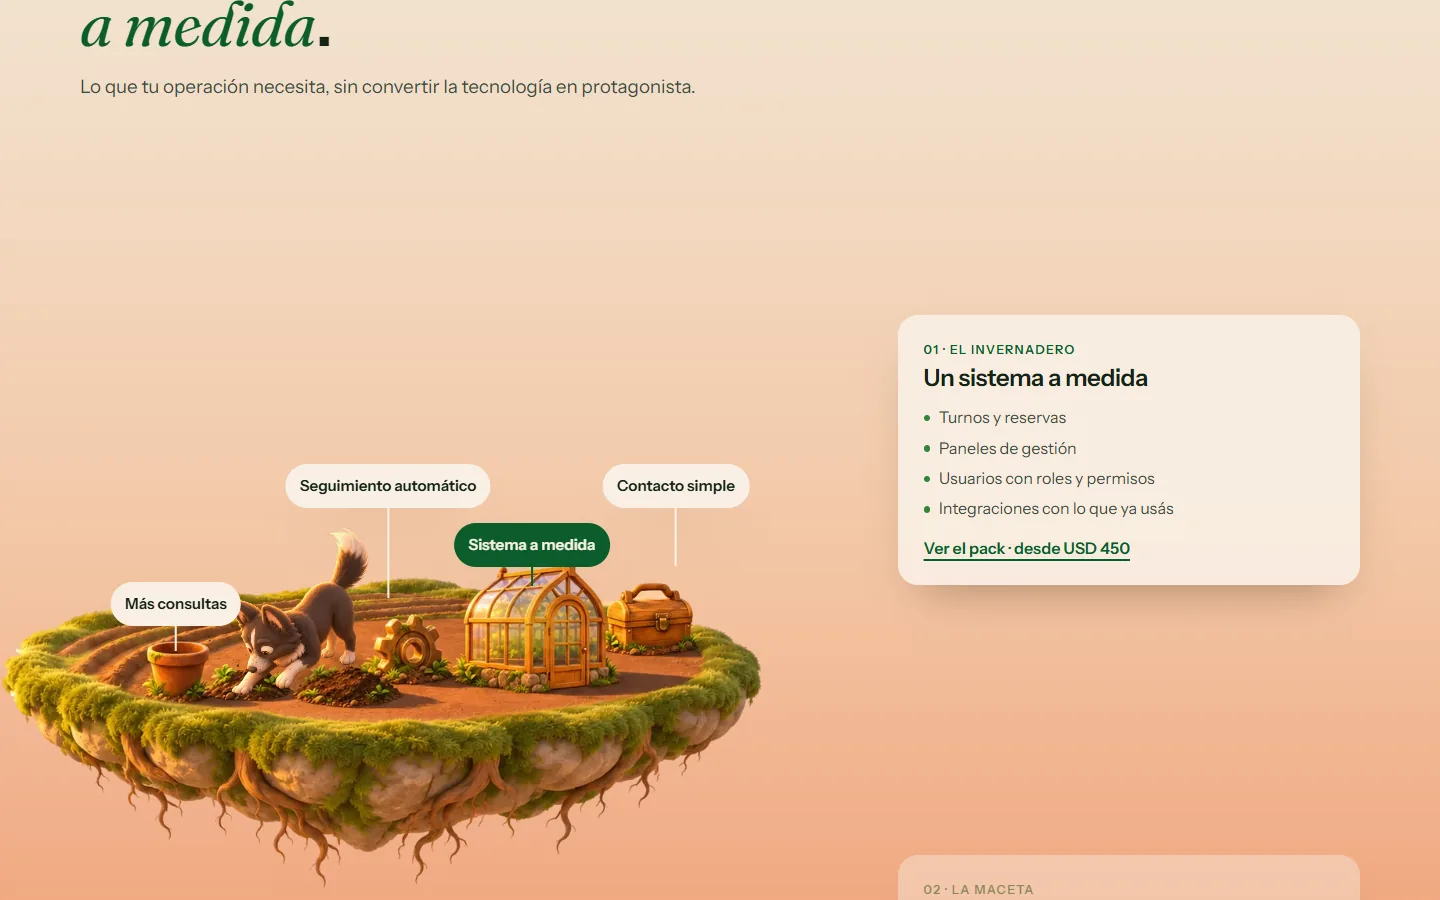 a medida.
Lo que tu operación necesita, sin convertir la tecnología en protagonista.
01 · EL INVERNADERO
Un sistema a medida
Turnos y reservas
Paneles de gestión
Usuarios con roles y permisos
Integraciones con lo que ya usás
Ver el pack · desde USD 450
Seguimiento automático
Contacto simple
Sistema a medida
Más consultas
02 · LA MACETA